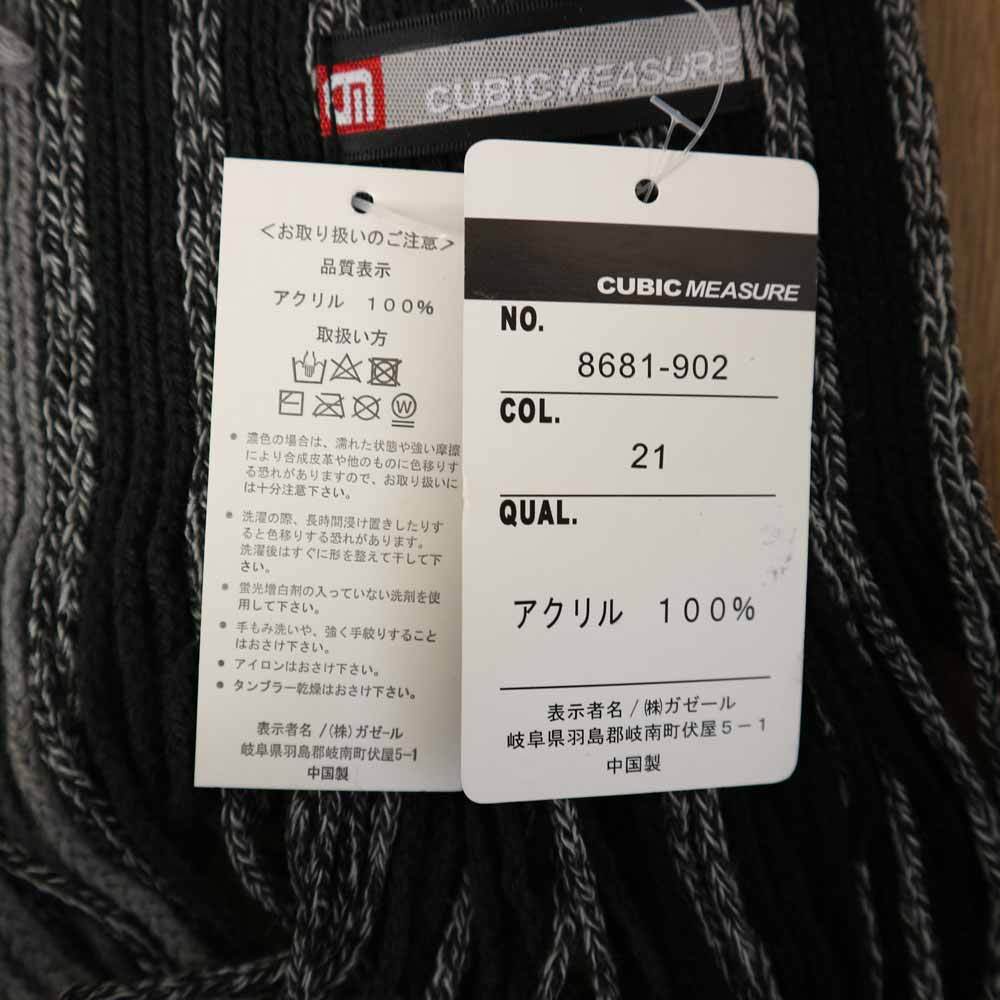 CUBIC MEASURE
<お取り扱いのご注意>
品質表示
アクリル 100%
取扱い方
W
● 濃色の場合は、濡れた状態や強い摩擦
により合成皮革や他のものに色移りす
る恐れがありますので、お取り扱いに
は十分注意下さい。
● 洗濯の際、長時間浸け置きしたりす
ると色移りする恐れがあります。
洗濯後はすぐに形を整えて干して下
さい。
● 蛍光増白剤の入っていない洗剤を使
用して下さい。
● 手もみ洗いや、強く手絞りすること
はおさけ下さい。
● アイロンはおさけ下さい。
● タンブラー乾燥はおさけ下さい。
表示者名/(株)ガゼール
岐阜県羽島郡岐南町伏屋5-1
中国製
CUBIC MEASURE
NO.
8681-902
COL.
21
QUAL.
アクリル 100%
表示者名/㈱ガゼール
岐阜県羽島郡岐南町伏屋5-1
中国製